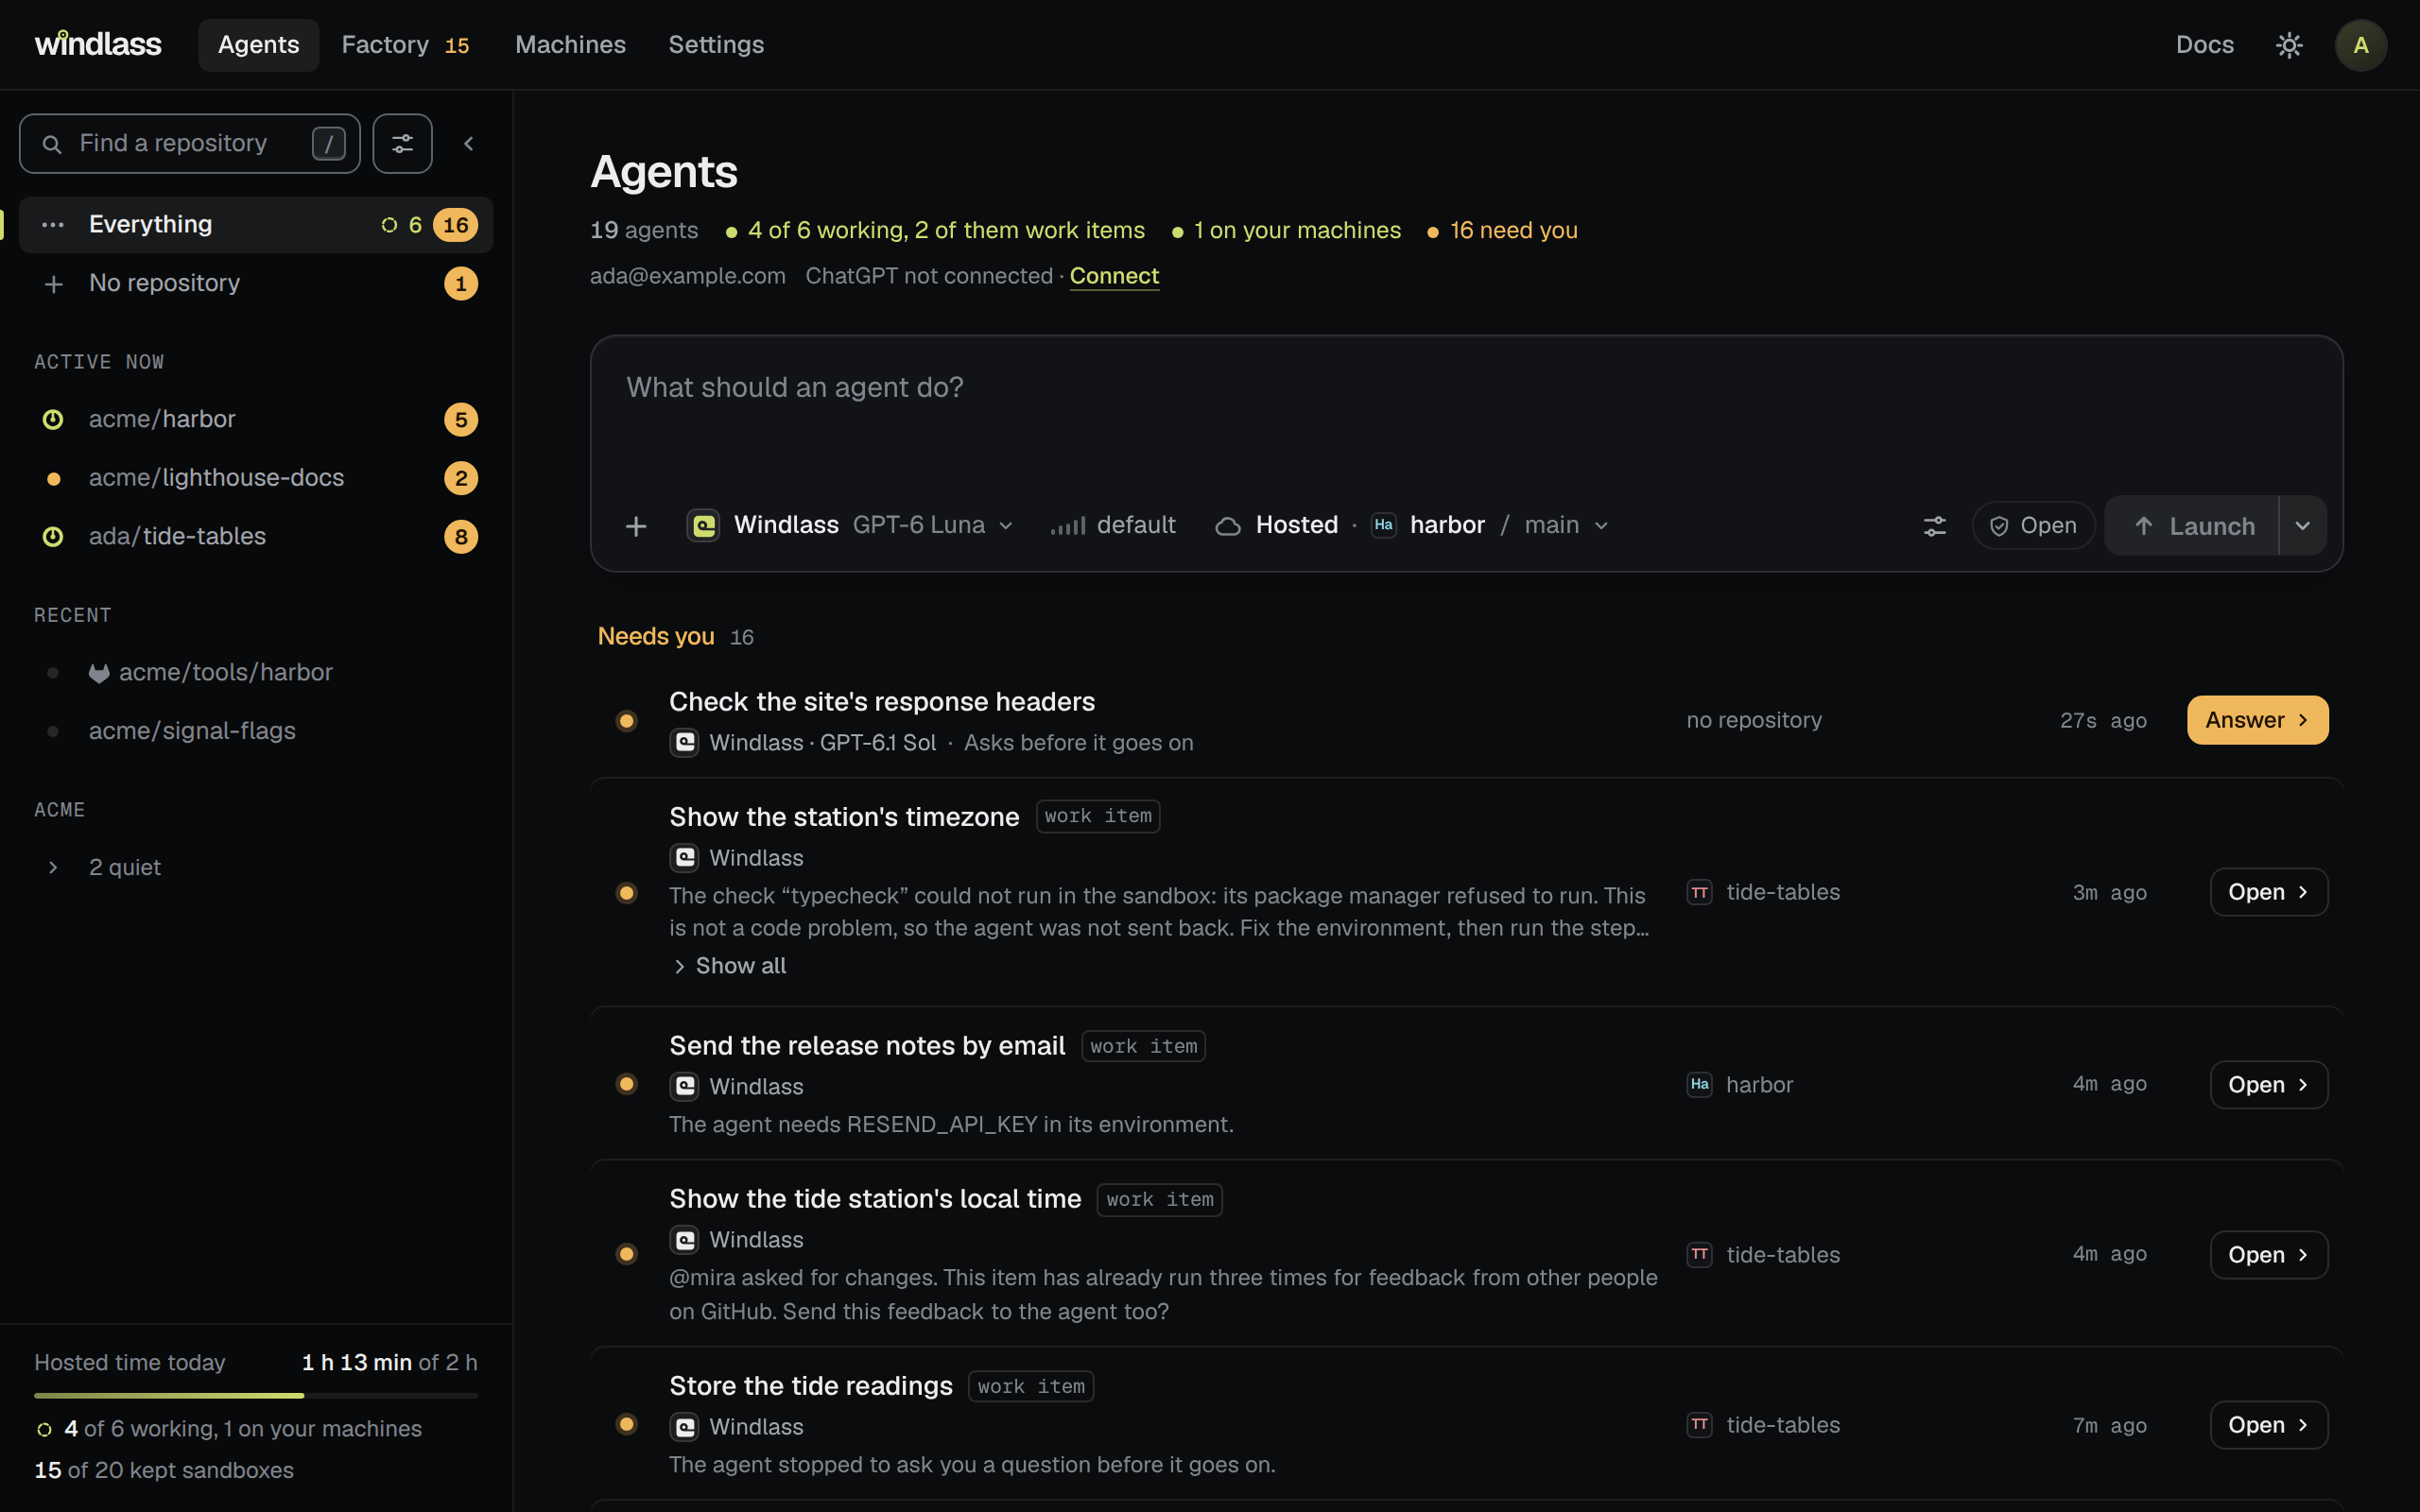 windlass Agents Factory 15 Machines Settings Docs A
Find a repository /
Everything 6 16
No repository 1
ACTIVE NOW
acme/harbor 5
acme/lighthouse-docs 2
ada/tide-tables 8
RECENT
acme/tools/harbor
acme/signal-flags
ACME
2 quiet
Hosted time today 1 h 13 min of 2 h
4 of 6 working, 1 on your machines
15 of 20 kept sandboxes
Agents
19 agents 4 of 6 working, 2 of them work items 1 on your machines 16 need you
ada@example.com ChatGPT not connected · Connect
What should an agent do?
Windlass GPT-6 Luna default Hosted · Ha harbor / main Open Launch
Needs you 16
Check the site's response headers
Windlass · GPT-6.1 Sol · Asks before it goes on
no repository 27s ago Answer
Show the station's timezone work item
Windlass
The check “typecheck” could not run in the sandbox: its package manager refused to run. This
is not a code problem, so the agent was not sent back. Fix the environment, then run the step...
Show all
TT tide-tables 3m ago Open
Send the release notes by email work item
Windlass
The agent needs RESEND_API_KEY in its environment.
Ha harbor 4m ago Open
Show the tide station's local time work item
Windlass
@mira asked for changes. This item has already run three times for feedback from other people
on GitHub. Send this feedback to the agent too?
TT tide-tables 4m ago Open
Store the tide readings work item
Windlass
The agent stopped to ask you a question before it goes on.
TT tide-tables 7m ago Open